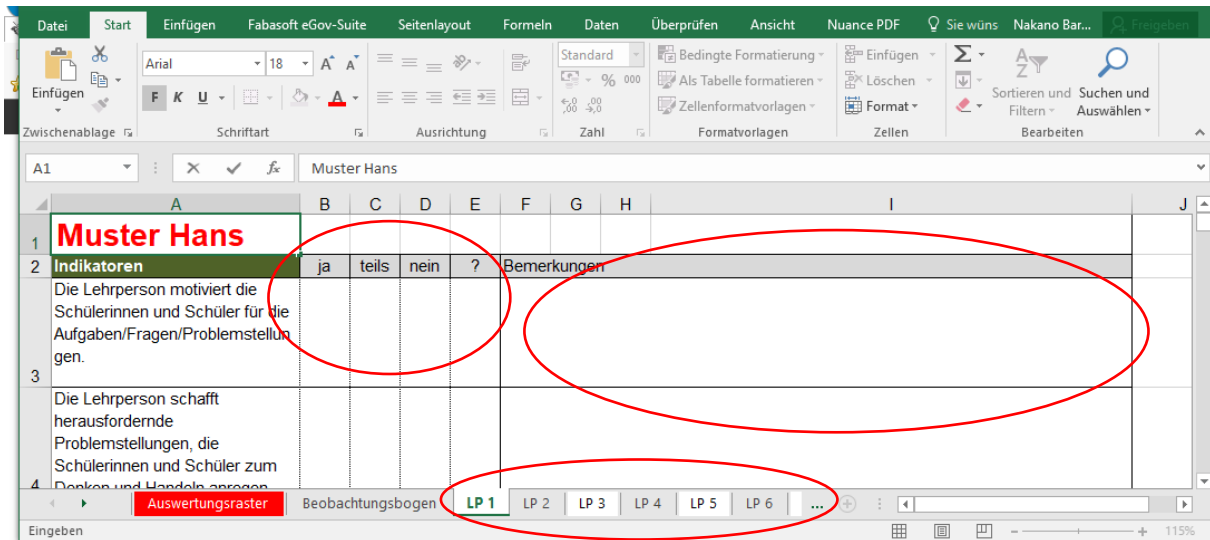 Datei Start Einfügen Fabasoft eGov-Suite Seitenlayout Formeln Daten Überprüfen Ansicht Nuance PDF Sie wüns Nakano Bar... Freigeben
Einfügen
Arial 18 A A
F K U A
Standard
% 000
Bedingte Formatierung
Als Tabelle formatieren
Zellenformatvorlagen
Einfügen
Löschen
Format
Σ
Sortieren und
Filtern
Suchen und
Auswählen
Zwischenablage Schriftart Ausrichtung Zahl Formatvorlagen Zellen Bearbeiten
A1 fx Muster Hans
A B C D E F G H I J
1 Muster Hans
2 Indikatoren ja teils nein ? Bemerkungen
Die Lehrperson motiviert die
Schülerinnen und Schüler für die
Aufgaben/Fragen/Problemstellun
gen.
3
Die Lehrperson schafft
herausfordernde
Problemstellungen, die
Schülerinnen und Schüler zum
4 Denken und Handeln anregen
Auswertungsraster Beobachtungsbogen LP 1 LP 2 LP 3 LP 4 LP 5 LP 6 ...
Eingeben 115%